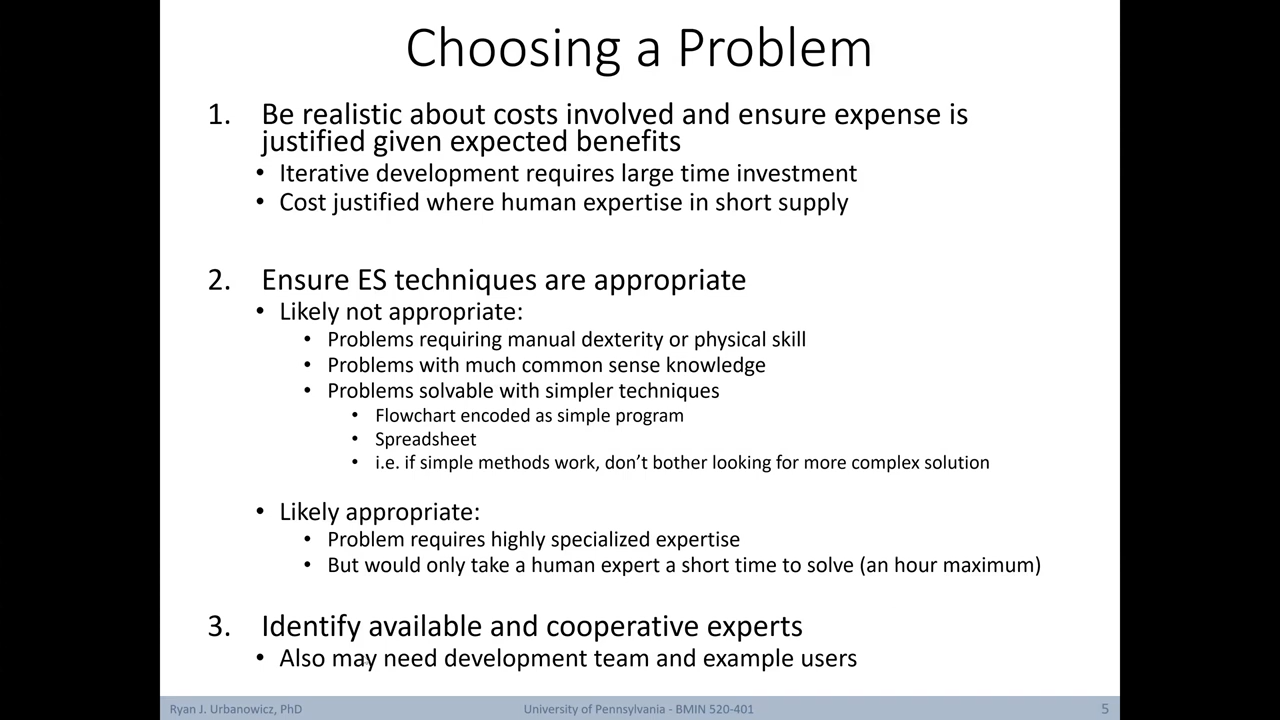 Choosing a Problem
1. Be realistic about costs involved and ensure expense is
justified given expected benefits
• Iterative development requires large time investment
• Cost justified where human expertise in short supply
2. Ensure ES techniques are appropriate
• Likely not appropriate:
• Problems requiring manual dexterity or physical skill
• Problems with much common sense knowledge
• Problems solvable with simpler techniques
• Flowchart encoded as simple program
• Spreadsheet
• i.e. if simple methods work, don’t bother looking for more complex solution
• Likely appropriate:
• Problem requires highly specialized expertise
• But would only take a human expert a short time to solve (an hour maximum)
3. Identify available and cooperative experts
• Also may need development team and example users
Ryan J. Urbanowicz, PhD University of Pennsylvania - BMIN 520-401 5